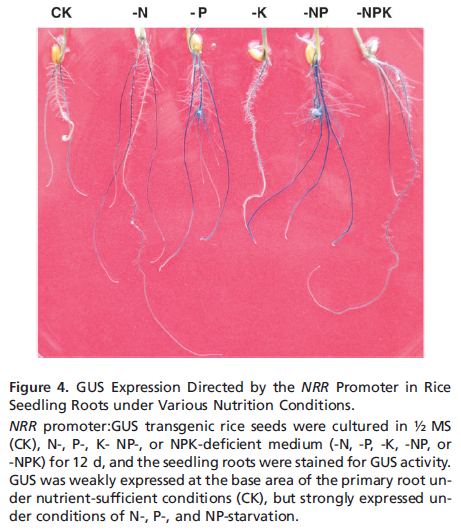 CK -N - P -K -NP -NPK
Figure 4. GUS Expression Directed by the NRR Promoter in Rice
Seedling Roots under Various Nutrition Conditions.
NRR promoter:GUS transgenic rice seeds were cultured in ½ MS
(CK), N-, P-, K- NP-, or NPK-deficient medium (-N, -P, -K, -NP, or
-NPK) for 12 d, and the seedling roots were stained for GUS activity.
GUS was weakly expressed at the base area of the primary root un-
der nutrient-sufficient conditions (CK), but strongly expressed un-
der conditions of N-, P-, and NP-starvation.